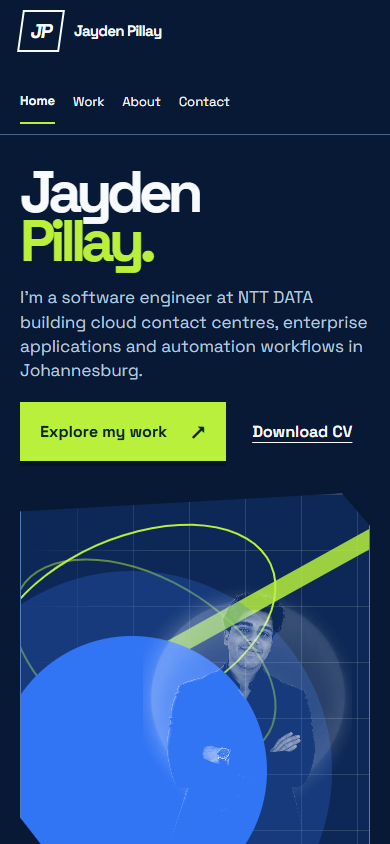 JP Jayden Pillay
Home Work About Contact
Jayden
Pillay.
I'm a software engineer at NTT DATA
building cloud contact centres, enterprise
applications and automation workflows in
Johannesburg.
Explore my work ↗ Download CV